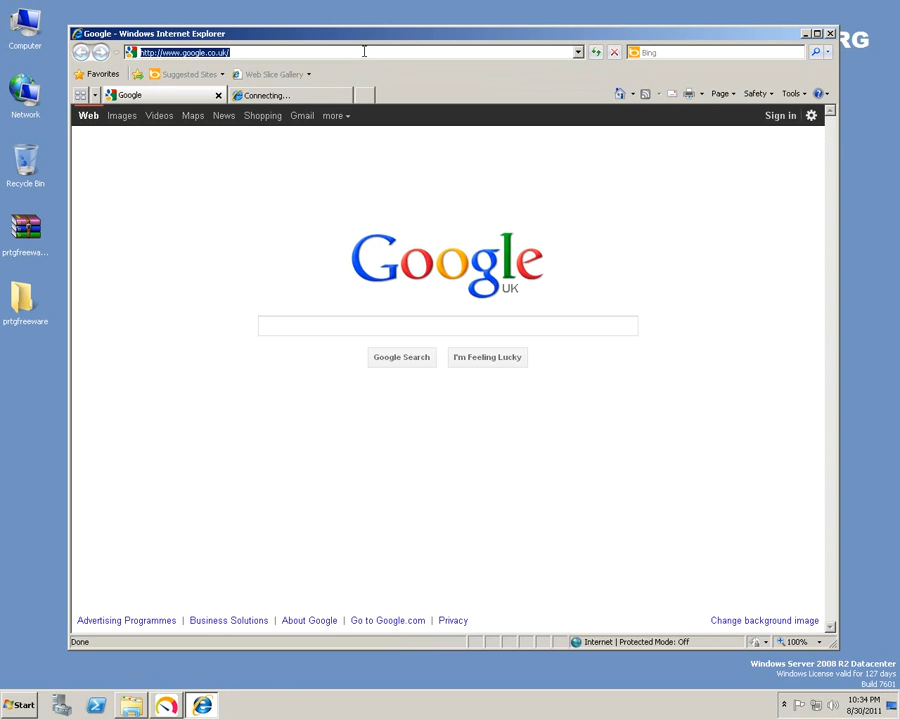 Computer
Network
Recycle Bin
prtgfreewa...
prtgfreeware
RG
Google - Windows Internet Explorer
http://www.google.co.uk/
Bing
Favorites
Suggested Sites
Web Slice Gallery
Google
Connecting...
Page
Safety
Tools
Web Images Videos Maps News Shopping Gmail more
Sign in
Google
UK
Google Search
I'm Feeling Lucky
Advertising Programmes | Business Solutions | About Google | Go to Google.com | Privacy
Change background image
Done
Internet | Protected Mode: Off
100%
Windows Server 2008 R2 Datacenter
Windows License valid for 127 days
Build 7601
Start
10:34 PM
8/30/2011